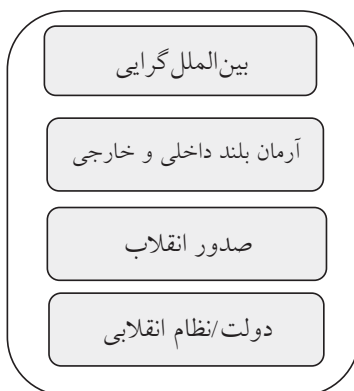 بین‌الملل‌گرایی
آرمان بلند داخلی و خارجی
صدور انقلاب
دولت/نظام انقلابی